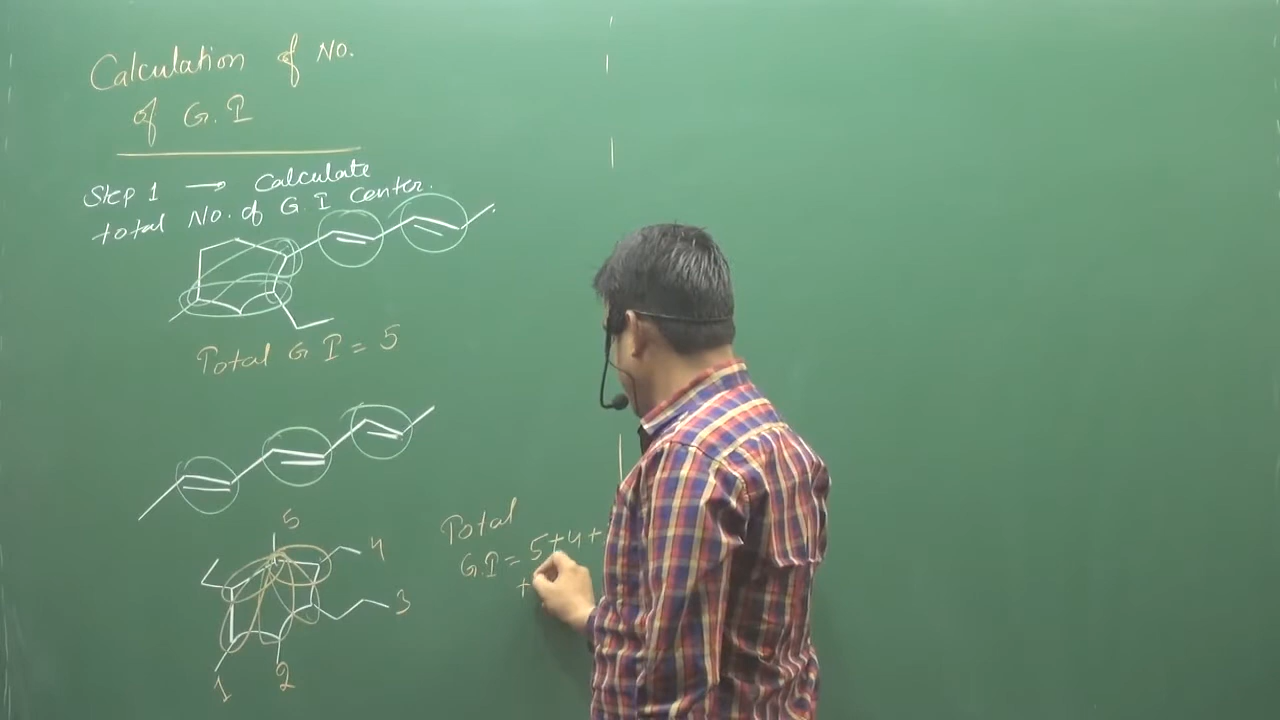 Calculation of No.
of G.I
Step 1 → Calculate
total No. of G.I Center.
Total G I = 5
5
4
3
2
1
Total
G.I = 5+4+
+